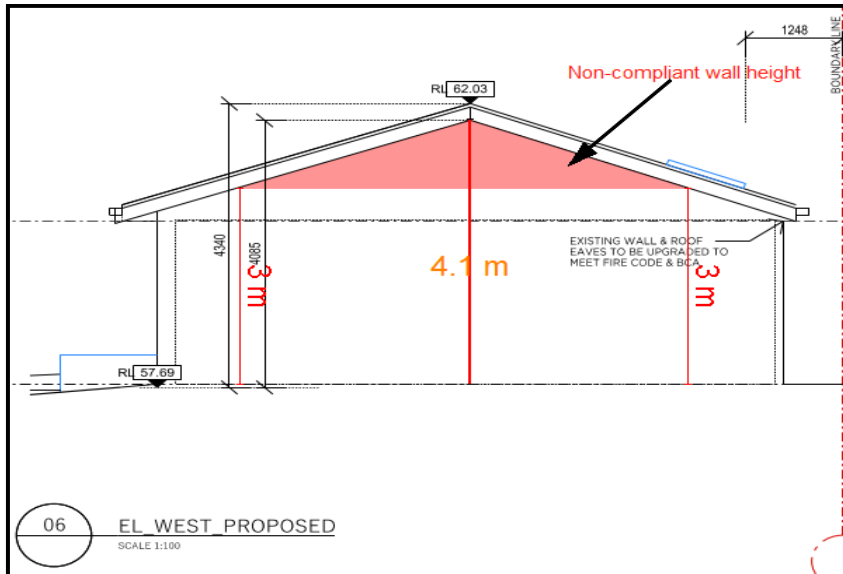 1248
BOUNDARY LINE
Non-compliant wall height
RL 62.03
4340
4085
3 m
4.1 m
3 m
EXISTING WALL & ROOF
EAVES TO BE UPGRADED TO
MEET FIRE CODE & BCA
RL 57.69
06
EL_WEST_PROPOSED
SCALE 1:100